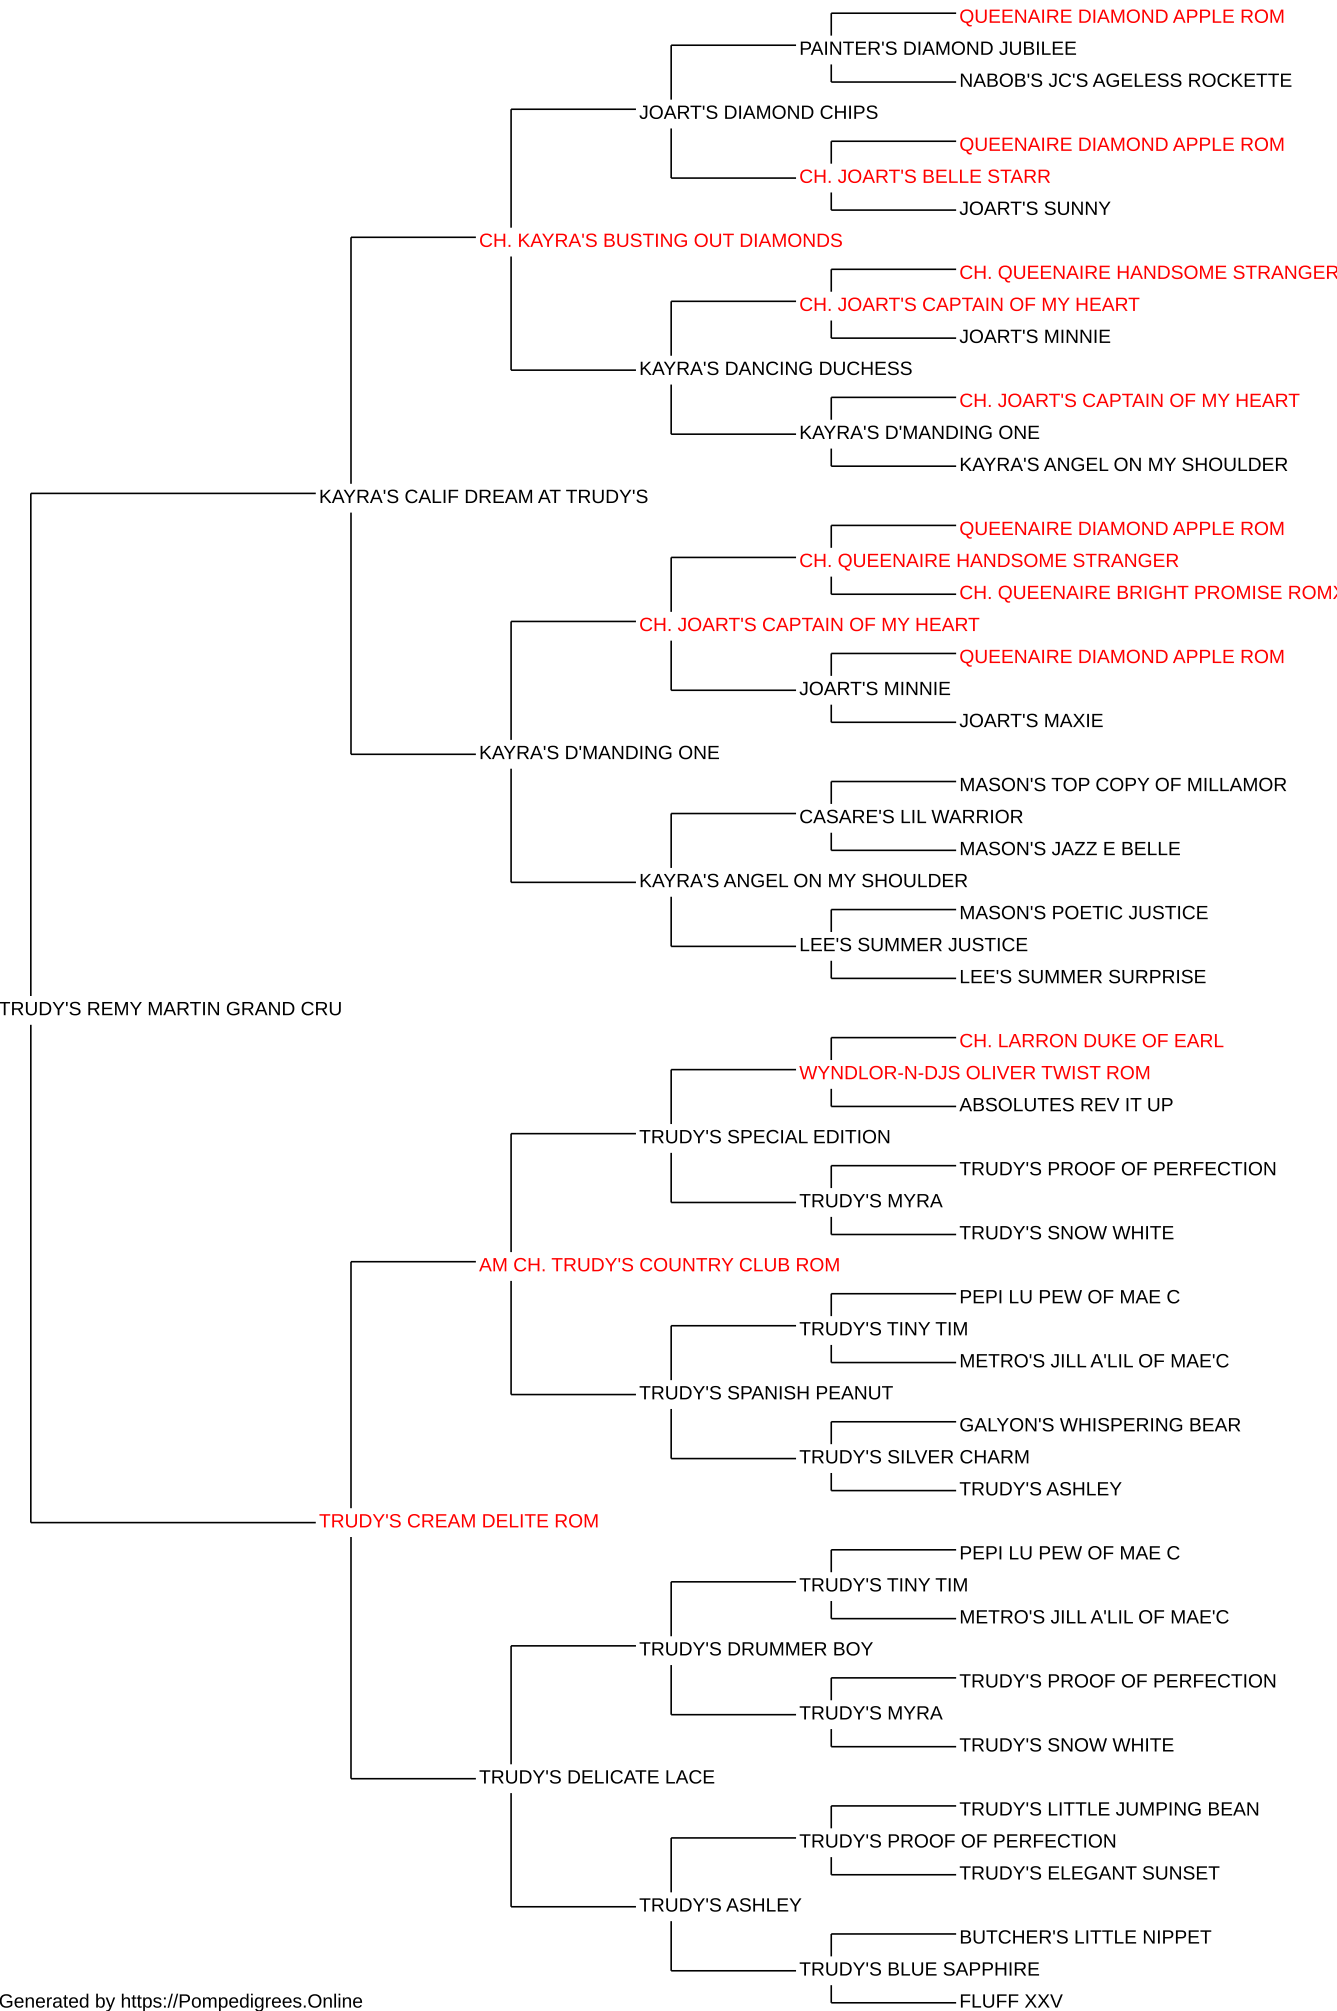 QUEENAIRE DIAMOND APPLE ROM
PAINTER'S DIAMOND JUBILEE
NABOB'S JC'S AGELESS ROCKETTE
JOART'S DIAMOND CHIPS
QUEENAIRE DIAMOND APPLE ROM
CH. JOART'S BELLE STARR
JOART'S SUNNY
CH. KAYRA'S BUSTING OUT DIAMONDS
CH. QUEENAIRE HANDSOME STRANGER
CH. JOART'S CAPTAIN OF MY HEART
JOART'S MINNIE
KAYRA'S DANCING DUCHESS
CH. JOART'S CAPTAIN OF MY HEART
KAYRA'S D'MANDING ONE
KAYRA'S ANGEL ON MY SHOULDER
KAYRA'S CALIF DREAM AT TRUDY'S
QUEENAIRE DIAMOND APPLE ROM
CH. QUEENAIRE HANDSOME STRANGER
CH. QUEENAIRE BRIGHT PROMISE ROMX
CH. JOART'S CAPTAIN OF MY HEART
QUEENAIRE DIAMOND APPLE ROM
JOART'S MINNIE
JOART'S MAXIE
KAYRA'S D'MANDING ONE
MASON'S TOP COPY OF MILLAMOR
CASARE'S LIL WARRIOR
MASON'S JAZZ E BELLE
KAYRA'S ANGEL ON MY SHOULDER
MASON'S POETIC JUSTICE
LEE'S SUMMER JUSTICE
LEE'S SUMMER SURPRISE
TRUDY'S REMY MARTIN GRAND CRU
CH. LARRON DUKE OF EARL
WYNDLOR-N-DJS OLIVER TWIST ROM
ABSOLUTES REV IT UP
TRUDY'S SPECIAL EDITION
TRUDY'S PROOF OF PERFECTION
TRUDY'S MYRA
TRUDY'S SNOW WHITE
AM CH. TRUDY'S COUNTRY CLUB ROM
PEPI LU PEW OF MAE C
TRUDY'S TINY TIM
METRO'S JILL A'LIL OF MAE'C
TRUDY'S SPANISH PEANUT
GALYON'S WHISPERING BEAR
TRUDY'S SILVER CHARM
TRUDY'S ASHLEY
TRUDY'S CREAM DELITE ROM
PEPI LU PEW OF MAE C
TRUDY'S TINY TIM
METRO'S JILL A'LIL OF MAE'C
TRUDY'S DRUMMER BOY
TRUDY'S PROOF OF PERFECTION
TRUDY'S MYRA
TRUDY'S SNOW WHITE
TRUDY'S DELICATE LACE
TRUDY'S LITTLE JUMPING BEAN
TRUDY'S PROOF OF PERFECTION
TRUDY'S ELEGANT SUNSET
TRUDY'S ASHLEY
BUTCHER'S LITTLE NIPPET
TRUDY'S BLUE SAPPHIRE
FLUFF XXV
Generated by https://Pompedigrees.Online